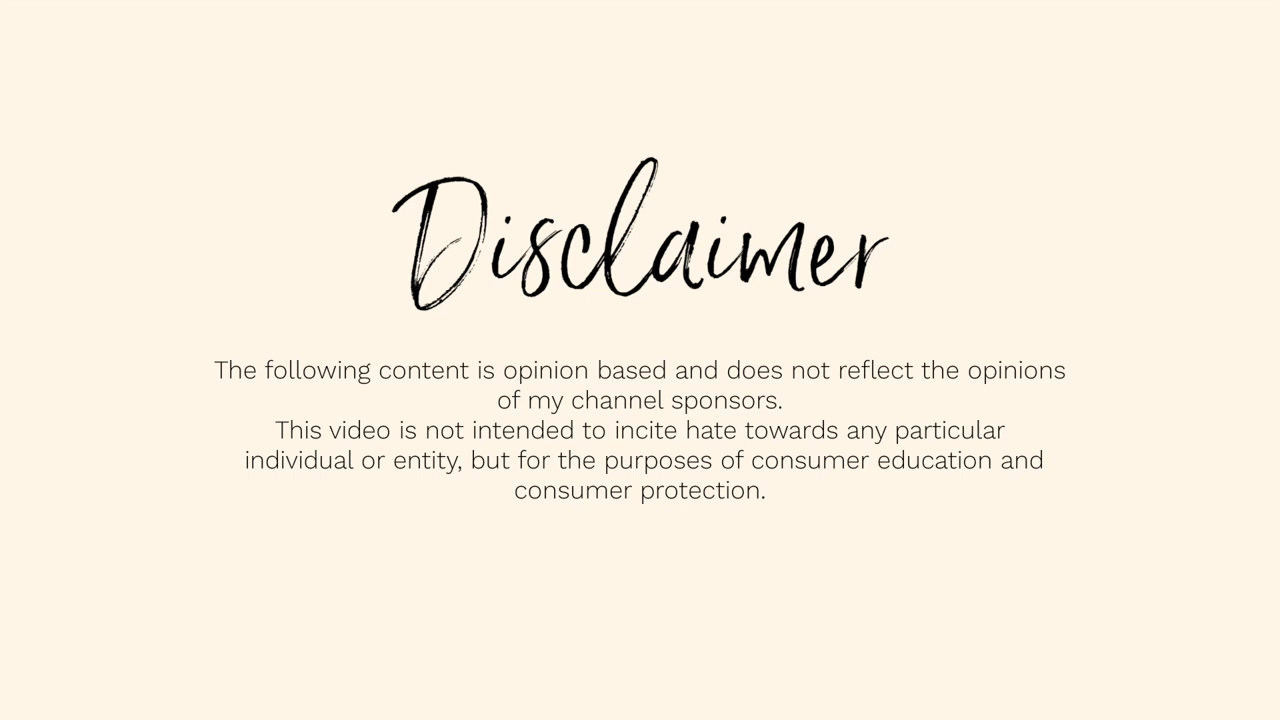 Disclaimer
The following content is opinion based and does not reflect the opinions
of my channel sponsors.
This video is not intended to incite hate towards any particular
individual or entity, but for the purposes of consumer education and
consumer protection.